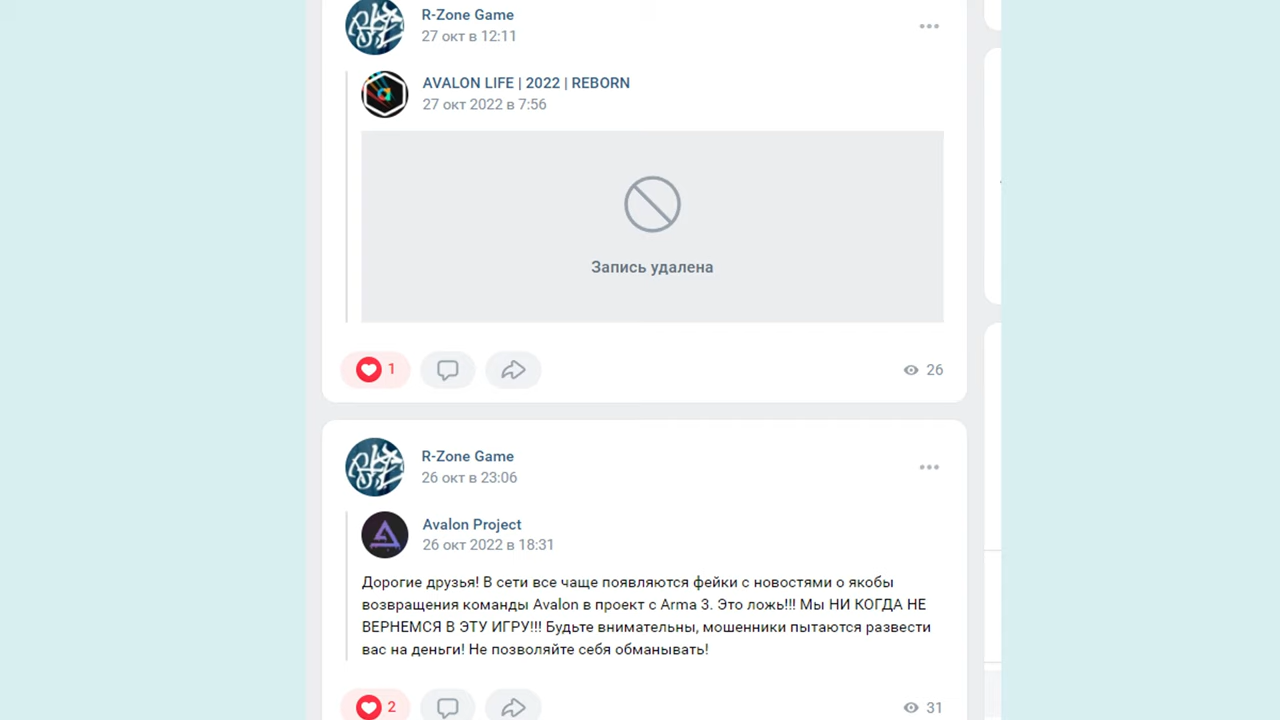 R-Zone Game
27 окт в 12:11
AVALON LIFE | 2022 | REBORN
27 окт 2022 в 7:56
Запись удалена
1
26
R-Zone Game
26 окт в 23:06
Avalon Project
26 окт 2022 в 18:31
Дорогие друзья! В сети все чаще появляются фейки с новостями о якобы
возвращения команды Avalon в проект с Arma 3. Это ложь!!! Мы НИ КОГДА НЕ
ВЕРНЕМСЯ В ЭТУ ИГРУ!!! Будьте внимательны, мошенники пытаются развести
вас на деньги! Не позволяйте себя обманывать!
2
31